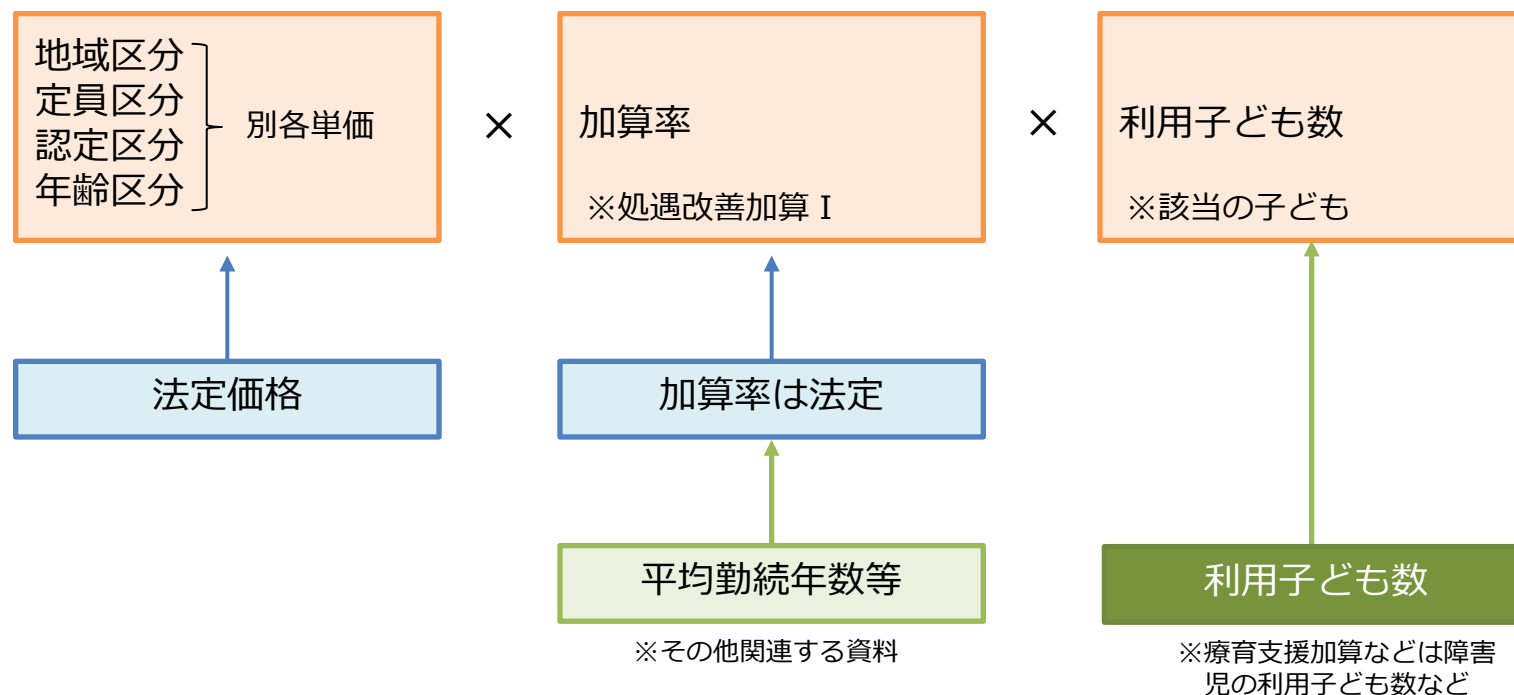 地域区分
定員区分
認定区分
年齢区分
別各単価
×
加算率
※処遇改善加算Ⅰ
×
利用子ども数
※該当の子ども
法定価格
加算率は法定
平均勤続年数等
※その他関連する資料
利用子ども数
※療育支援加算などは障害
児の利用子ども数など